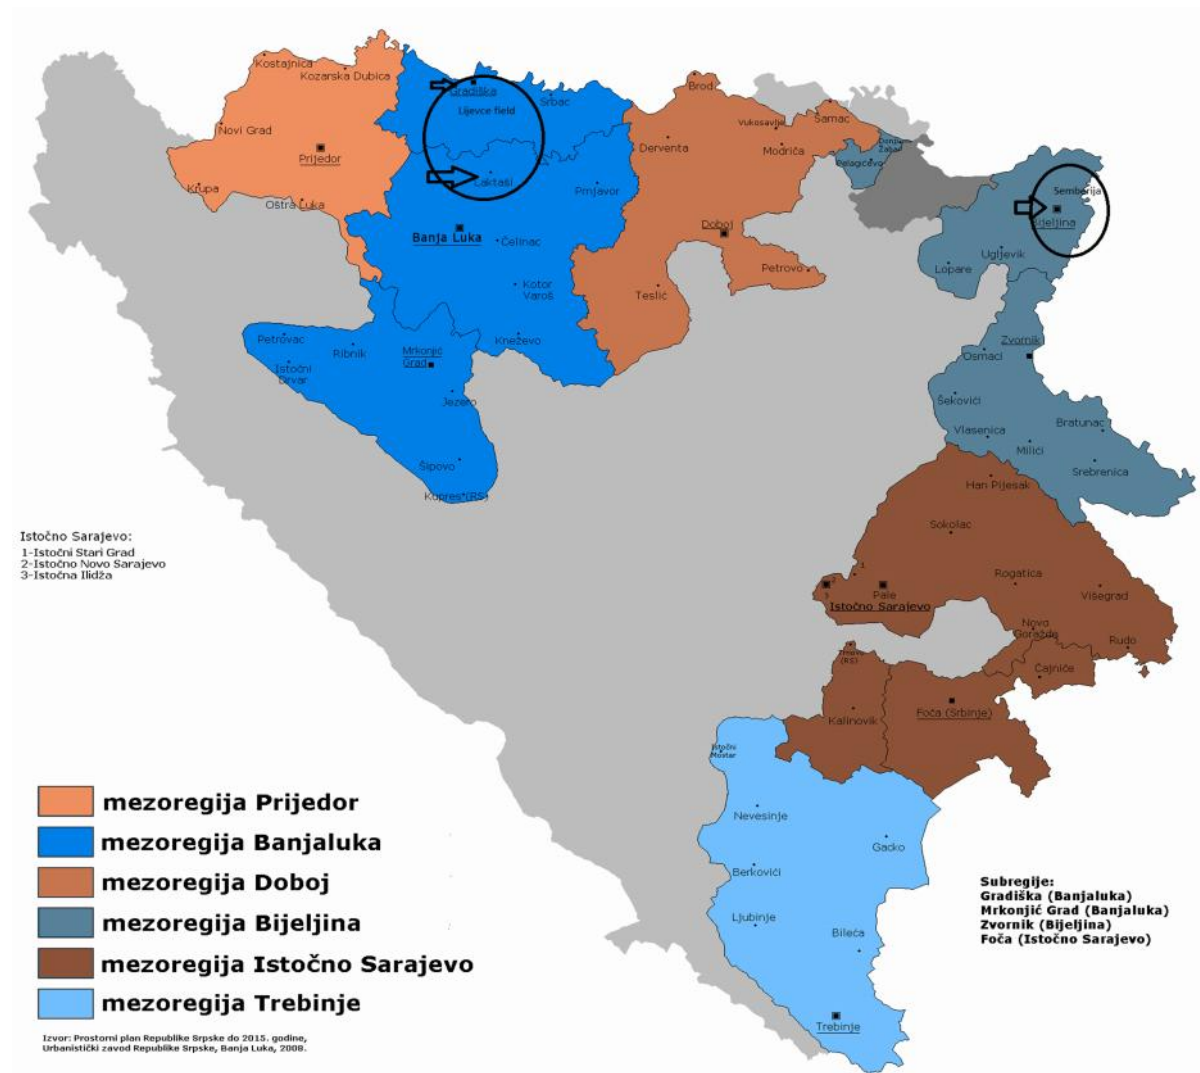 Kostajnica
Kozarska Dubica
Gradiška
Srbac
Lijevce field
Brod
Vukosavlje
Šamac
Novi Grad
Prijedor
Derventa
Modriča
Donji
Žabar
Pelagićevo
Krupa
Oštra Luka
Laktaši
Prnjavor
Semberija
Bijeljina
Banja Luka
Čelinac
Doboj
Ugljevik
Lopare
Petrovo
Kotor
Varoš
Teslić
Petrovac
Ribnik
Mrkonjić
Grad
Kneževo
Zvornik
Osmaci
Istočni
Drvar
Jezero
Šekovići
Vlasenica
Bratunac
Milići
Srebrenica
Šipovo
Kupres (RS)
Han Pijesak
Sokolac
Istočno Sarajevo:
1-Istočni Stari Grad
2-Istočno Novo Sarajevo
3-Istočna Ilidža
1
2
3
Pale
Istočno Sarajevo
Rogatica
Višegrad
Novo
Goražde
Rudo
Trnovo
(RS)
Čajniče
Kalinovik
Foča (Srbinje)
Istočni
Mostar
Nevesinje
Gacko
Berkovići
Ljubinje
Bileća
Trebinje
mezoregija Prijedor
mezoregija Banjaluka
mezoregija Doboj
mezoregija Bijeljina
mezoregija Istočno Sarajevo
mezoregija Trebinje
Subregije:
Gradiška (Banjaluka)
Mrkonjić Grad (Banjaluka)
Zvornik (Bijeljina)
Foča (Istočno Sarajevo)
Izvor: Prostorni plan Republike Srpske do 2015. godine,
Urbanistički zavod Republike Srpske, Banja Luka, 2008.